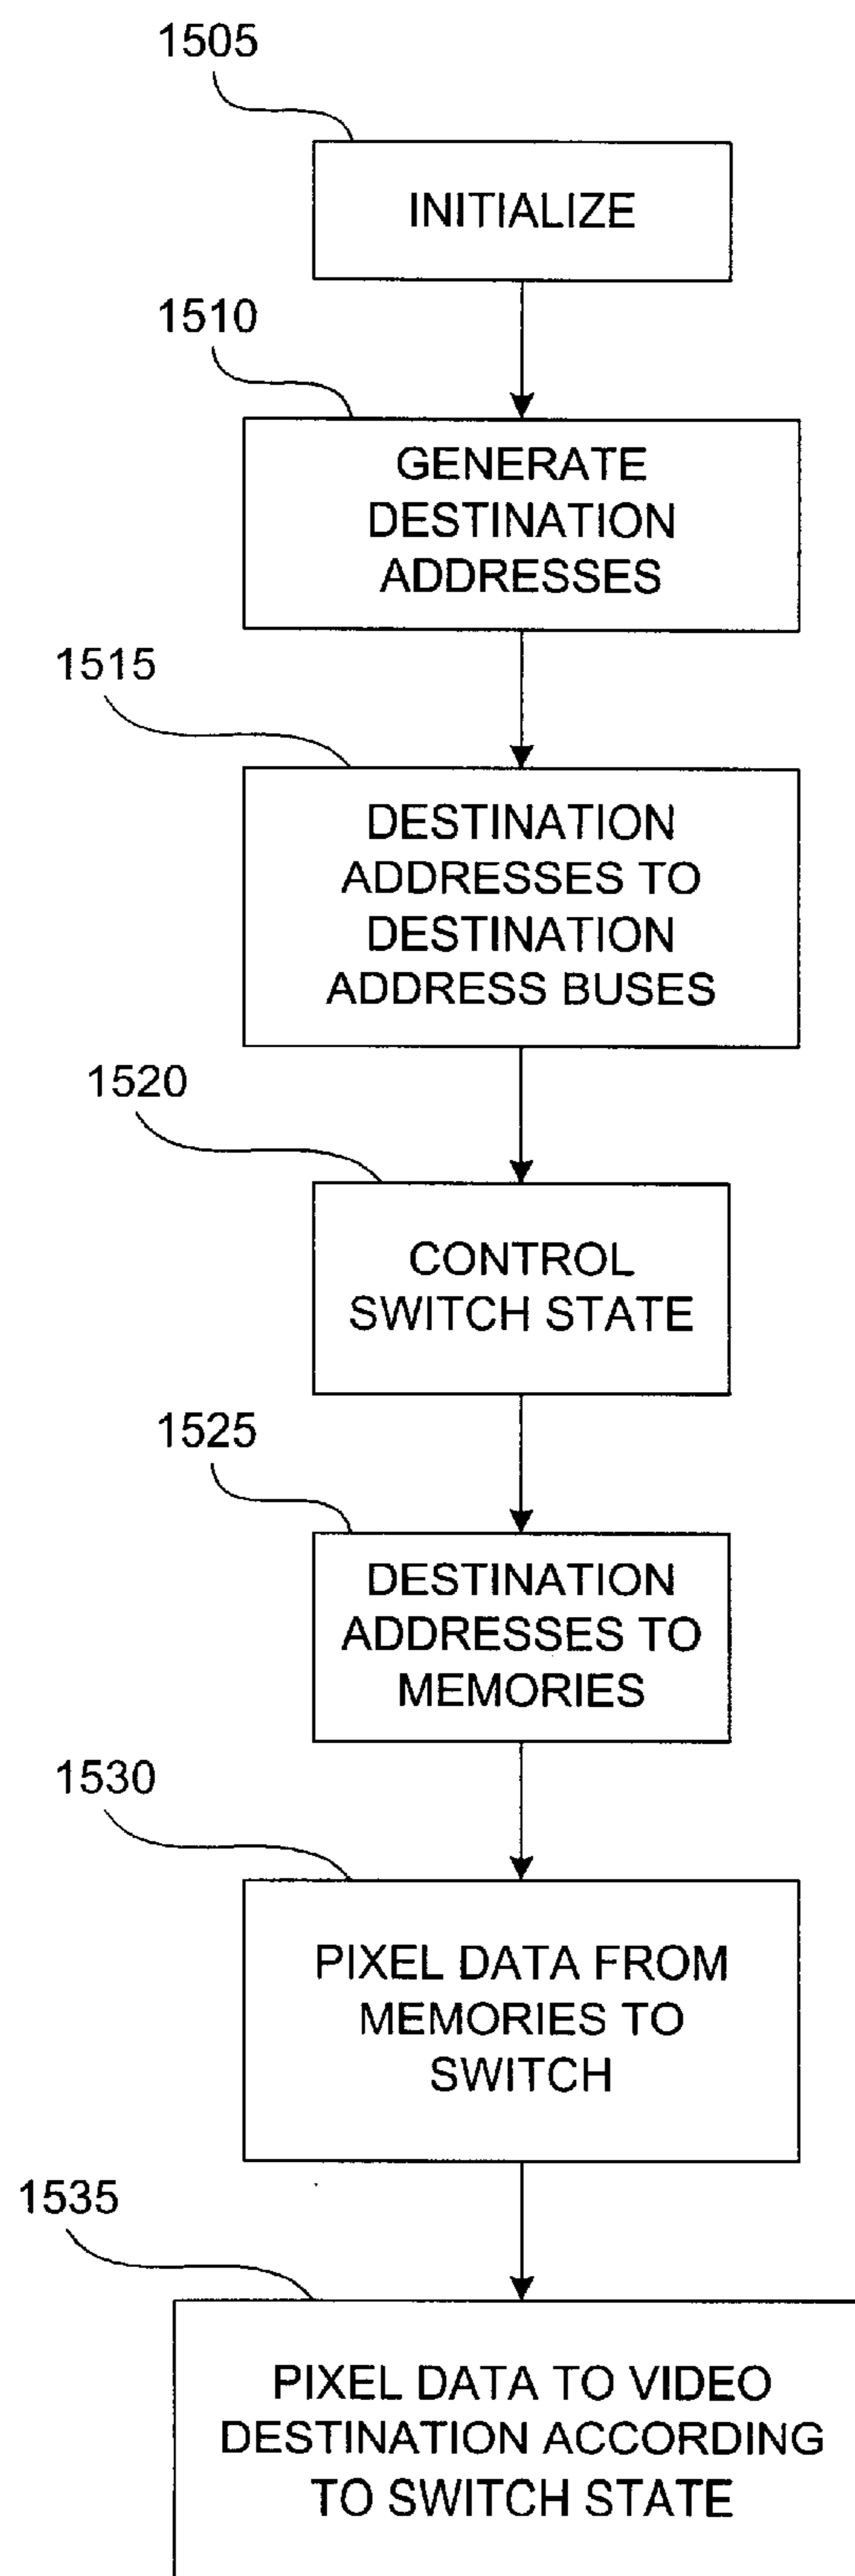 1505
INITIALIZE
1510
GENERATE
DESTINATION
ADDRESSES
1515
DESTINATION
ADDRESSES TO
DESTINATION
ADDRESS BUSES
1520
CONTROL
SWITCH STATE
1525
DESTINATION
ADDRESSES TO
MEMORIES
1530
PIXEL DATA FROM
MEMORIES TO
SWITCH
1535
PIXEL DATA TO VIDEO
DESTINATION ACCORDING
TO SWITCH STATE